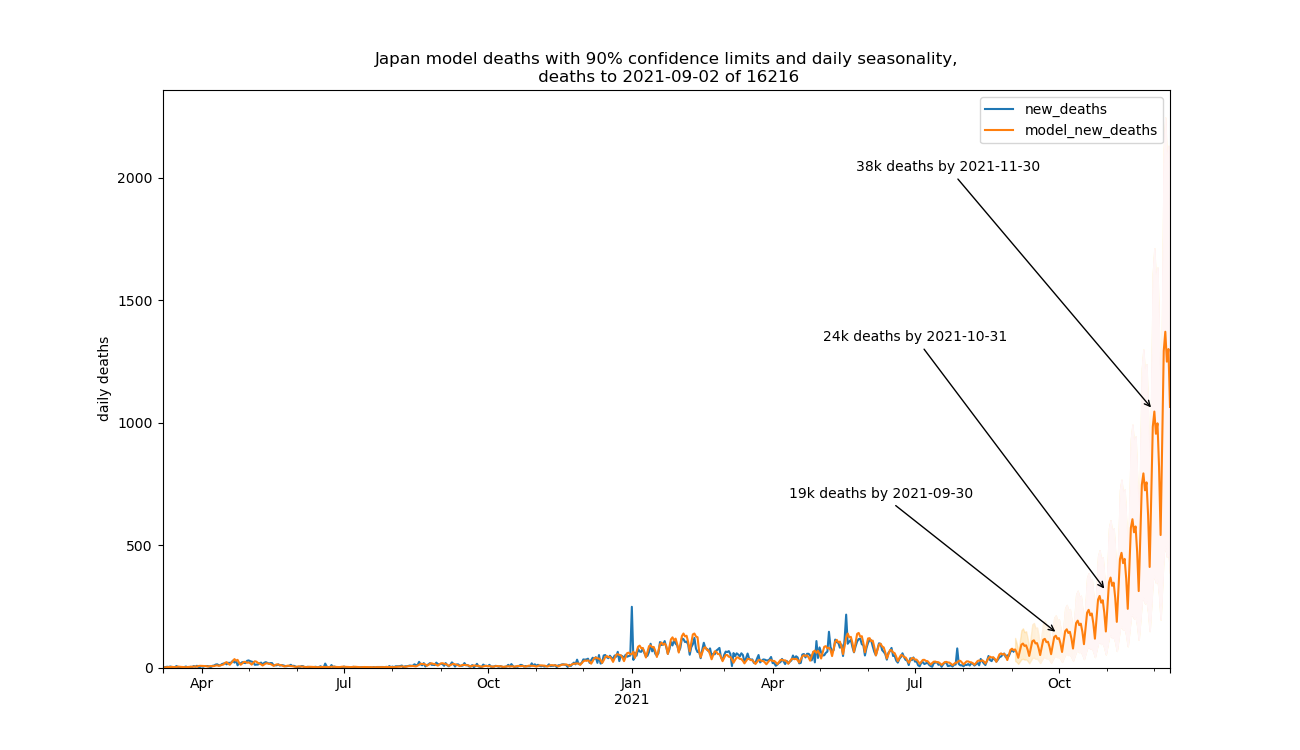 Japan model deaths with 90% confidence limits and daily seasonality,
deaths to 2021-09-02 of 16216
new_deaths
model_new_deaths
38k deaths by 2021-11-30
24k deaths by 2021-10-31
19k deaths by 2021-09-30
daily deaths
2000
1500
1000
500
0
Apr Jul Oct Jan Apr Jul Oct
2021